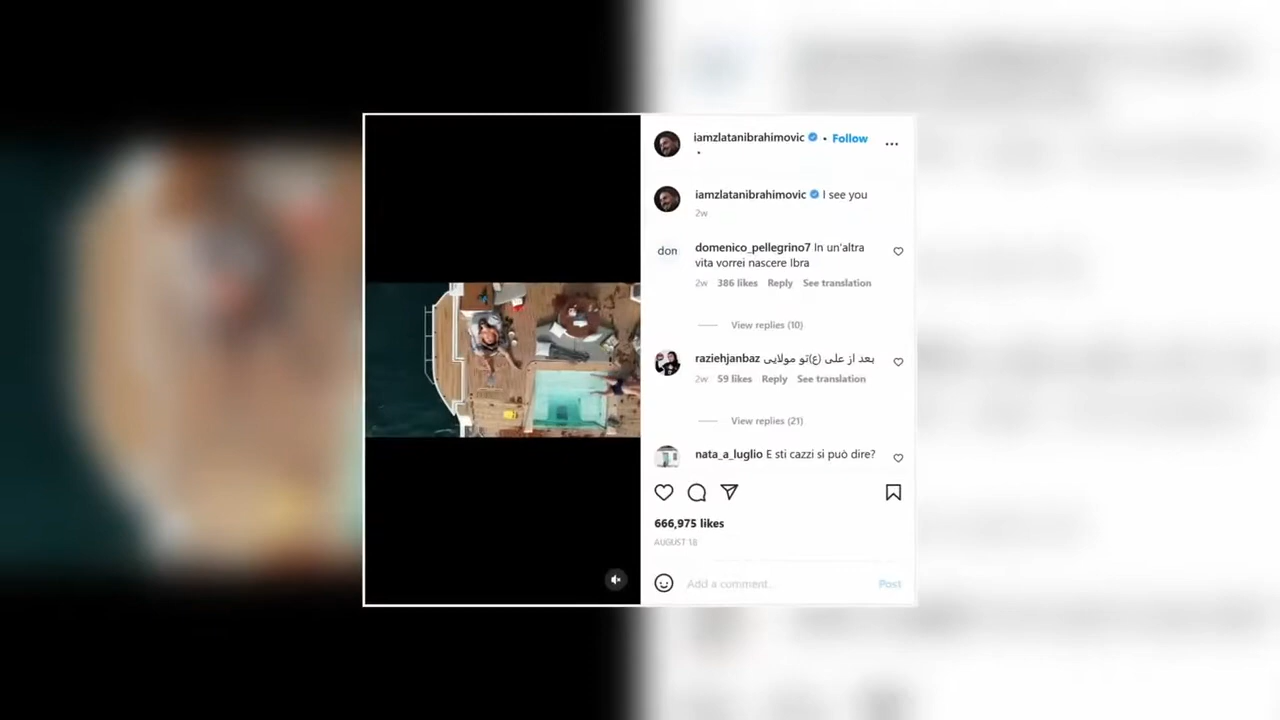 iamzlatanibrahimovic • Follow
•
iamzlatanibrahimovic I see you
2w
don
domenico_pellegrino7 In un'altra
vita vorrei nascere Ibra
2w 386 likes Reply See translation
View replies (10)
raziehjanbaz بعد از علی (ع)تو مولایی
2w 59 likes Reply See translation
View replies (21)
nata_a_luglio E sti cazzi si può dire?
666,975 likes
AUGUST 18
Add a comment...
Post